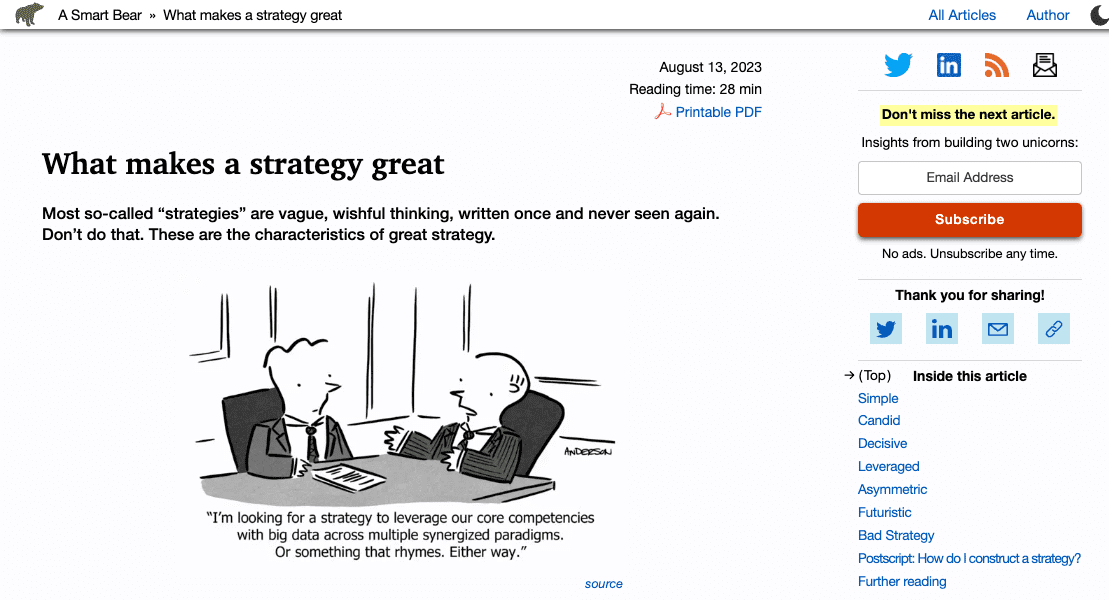 A Smart Bear » What makes a strategy great
All Articles
Author
August 13, 2023
Reading time: 28 min
Printable PDF
What makes a strategy great
Most so-called “strategies” are vague, wishful thinking, written once and never seen again.
Don’t do that. These are the characteristics of great strategy.
ANDERSON
“I’m looking for a strategy to leverage our core competencies
with big data across multiple synergized paradigms.
Or something that rhymes. Either way.”
source
Don't miss the next article.
Insights from building two unicorns:
Email Address
Subscribe
No ads. Unsubscribe any time.
Thank you for sharing!
→ (Top) Inside this article
Simple
Candid
Decisive
Leveraged
Asymmetric
Futuristic
Bad Strategy
Postscript: How do I construct a strategy?
Further reading